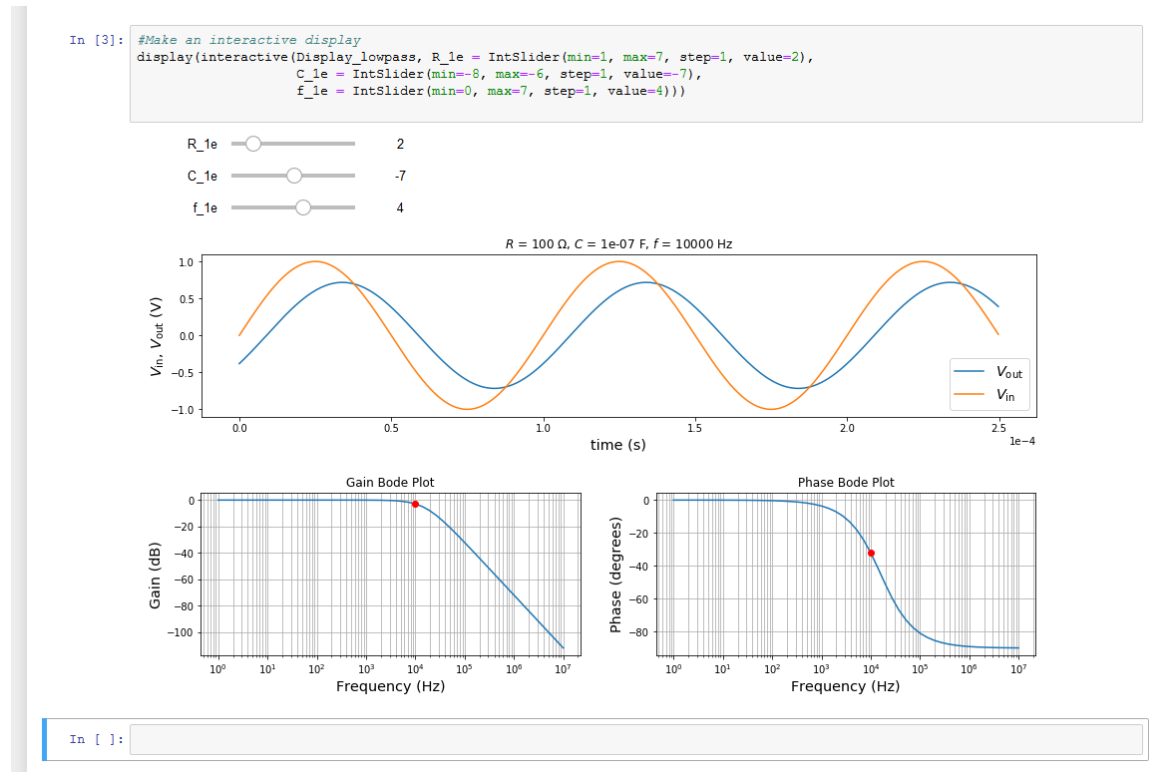 In [3]: #Make an interactive display
display(interactive(Display_lowpass, R_1e = IntSlider(min=1, max=7, step=1, value=2),
C_1e = IntSlider(min=-8, max=-6, step=1, value=-7),
f_1e = IntSlider(min=0, max=7, step=1, value=4)))
R_1e 2
C_1e -7
f_1e 4
R = 100 Ω, C = 1e-07 F, f = 10000 Hz
1.0
0.5
0.0
−0.5
−1.0
Vin, Vout (V)
Vout
Vin
0.0 0.5 1.0 1.5 2.0 2.5
1e−4
time (s)
Gain Bode Plot
0
−20
−40
−60
−80
−100
Gain (dB)
10⁰ 10¹ 10² 10³ 10⁴ 10⁵ 10⁶ 10⁷
Frequency (Hz)
Phase Bode Plot
0
−20
−40
−60
−80
Phase (degrees)
10⁰ 10¹ 10² 10³ 10⁴ 10⁵ 10⁶ 10⁷
Frequency (Hz)
In [ ]: